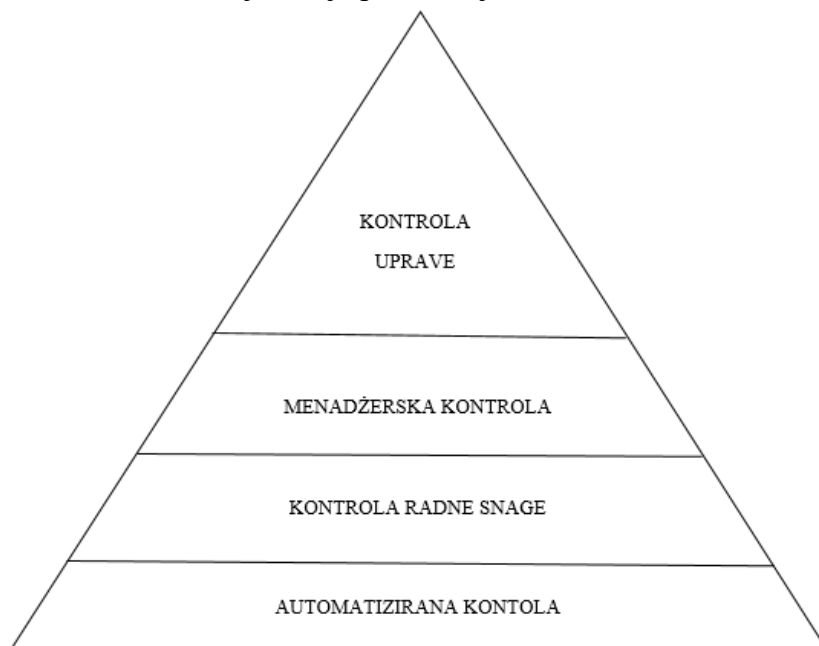 KONTROLA
UPRAVE
MENADŽERSKA KONTROLA
KONTROLA RADNE SNAGE
AUTOMATIZIRANA KONTOLA